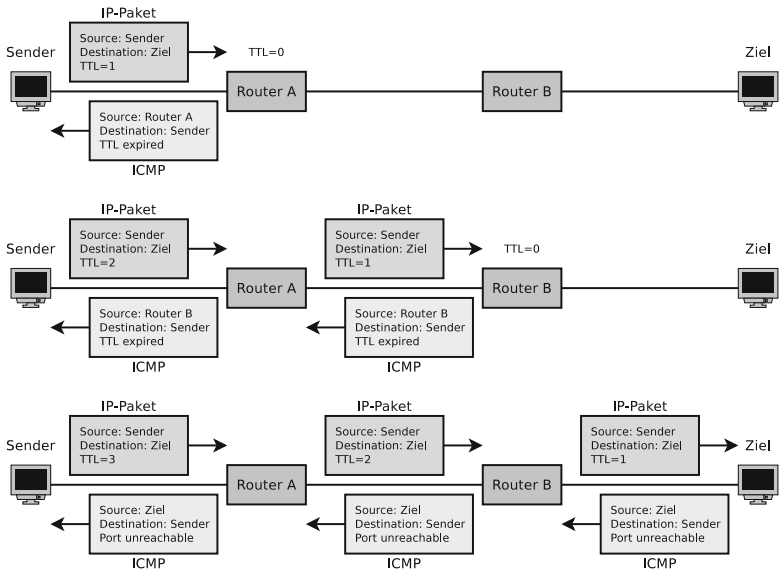 IP-Paket
Source: Sender
Destination: Ziel
TTL=1
TTL=0
Sender
Ziel
Router A
Router B
Source: Router A
Destination: Sender
TTL expired
ICMP
IP-Paket
Source: Sender
Destination: Ziel
TTL=2
IP-Paket
Source: Sender
Destination: Ziel
TTL=1
TTL=0
Sender
Ziel
Router A
Router B
Source: Router B
Destination: Sender
TTL expired
ICMP
Source: Router B
Destination: Sender
TTL expired
ICMP
IP-Paket
Source: Sender
Destination: Ziel
TTL=3
IP-Paket
Source: Sender
Destination: Ziel
TTL=2
IP-Paket
Source: Sender
Destination: Ziel
TTL=1
Sender
Ziel
Router A
Router B
Source: Ziel
Destination: Sender
Port unreachable
ICMP
Source: Ziel
Destination: Sender
Port unreachable
ICMP
Source: Ziel
Destination: Sender
Port unreachable
ICMP